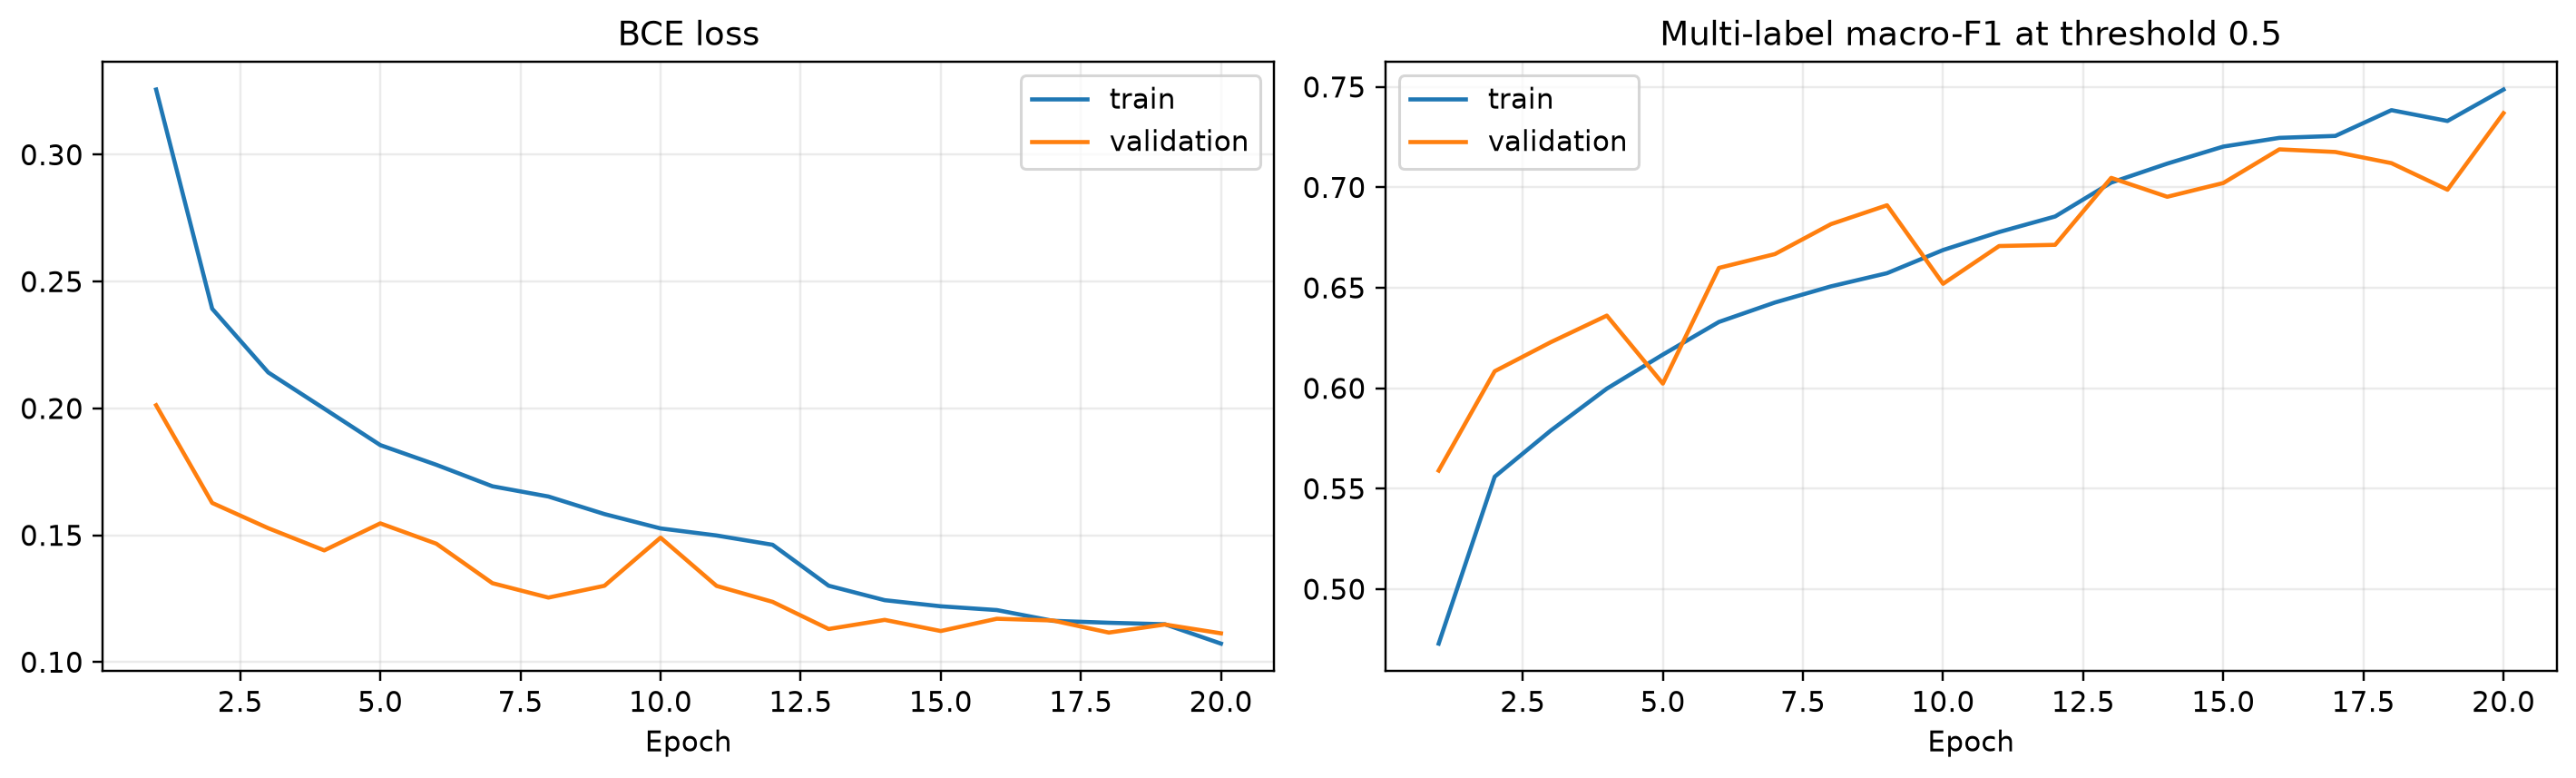 BCE loss
train
validation
0.30
0.25
0.20
0.15
0.10
2.5 5.0 7.5 10.0 12.5 15.0 17.5 20.0
Epoch
Multi-label macro-F1 at threshold 0.5
train
validation
0.75
0.70
0.65
0.60
0.55
0.50
2.5 5.0 7.5 10.0 12.5 15.0 17.5 20.0
Epoch